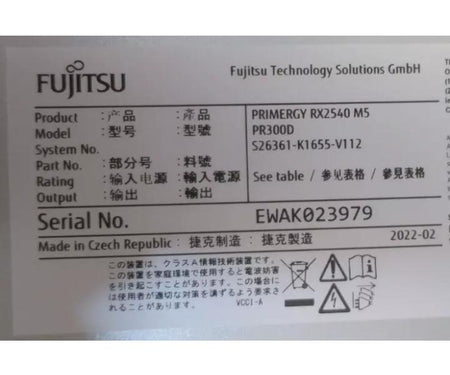 FUJITSU
Fujitsu Technology Solutions GmbH
Product : 产品 : 產品 PRIMERGY RX2540 M5
Model : 型号 : 型號 PR300D
System No. S26361-K1655-V112
Part No. : 部分号 : 料號
Rating : 输入电源 : 輸入電源 See table / 参见表格 / 參見表格
Output : 输出 : 輸出
Serial No. EWAK023979
Made in Czech Republic : 捷克制造 : 捷克製造 2022-02
この装置は、クラスA情報技術装置です。
この装置を家庭環境で使用すると電波妨害
を引き起こすことがあります。この場合に
は使用者が適切な対策を講ずるよう要求さ
れることがあります。 VCCI-A